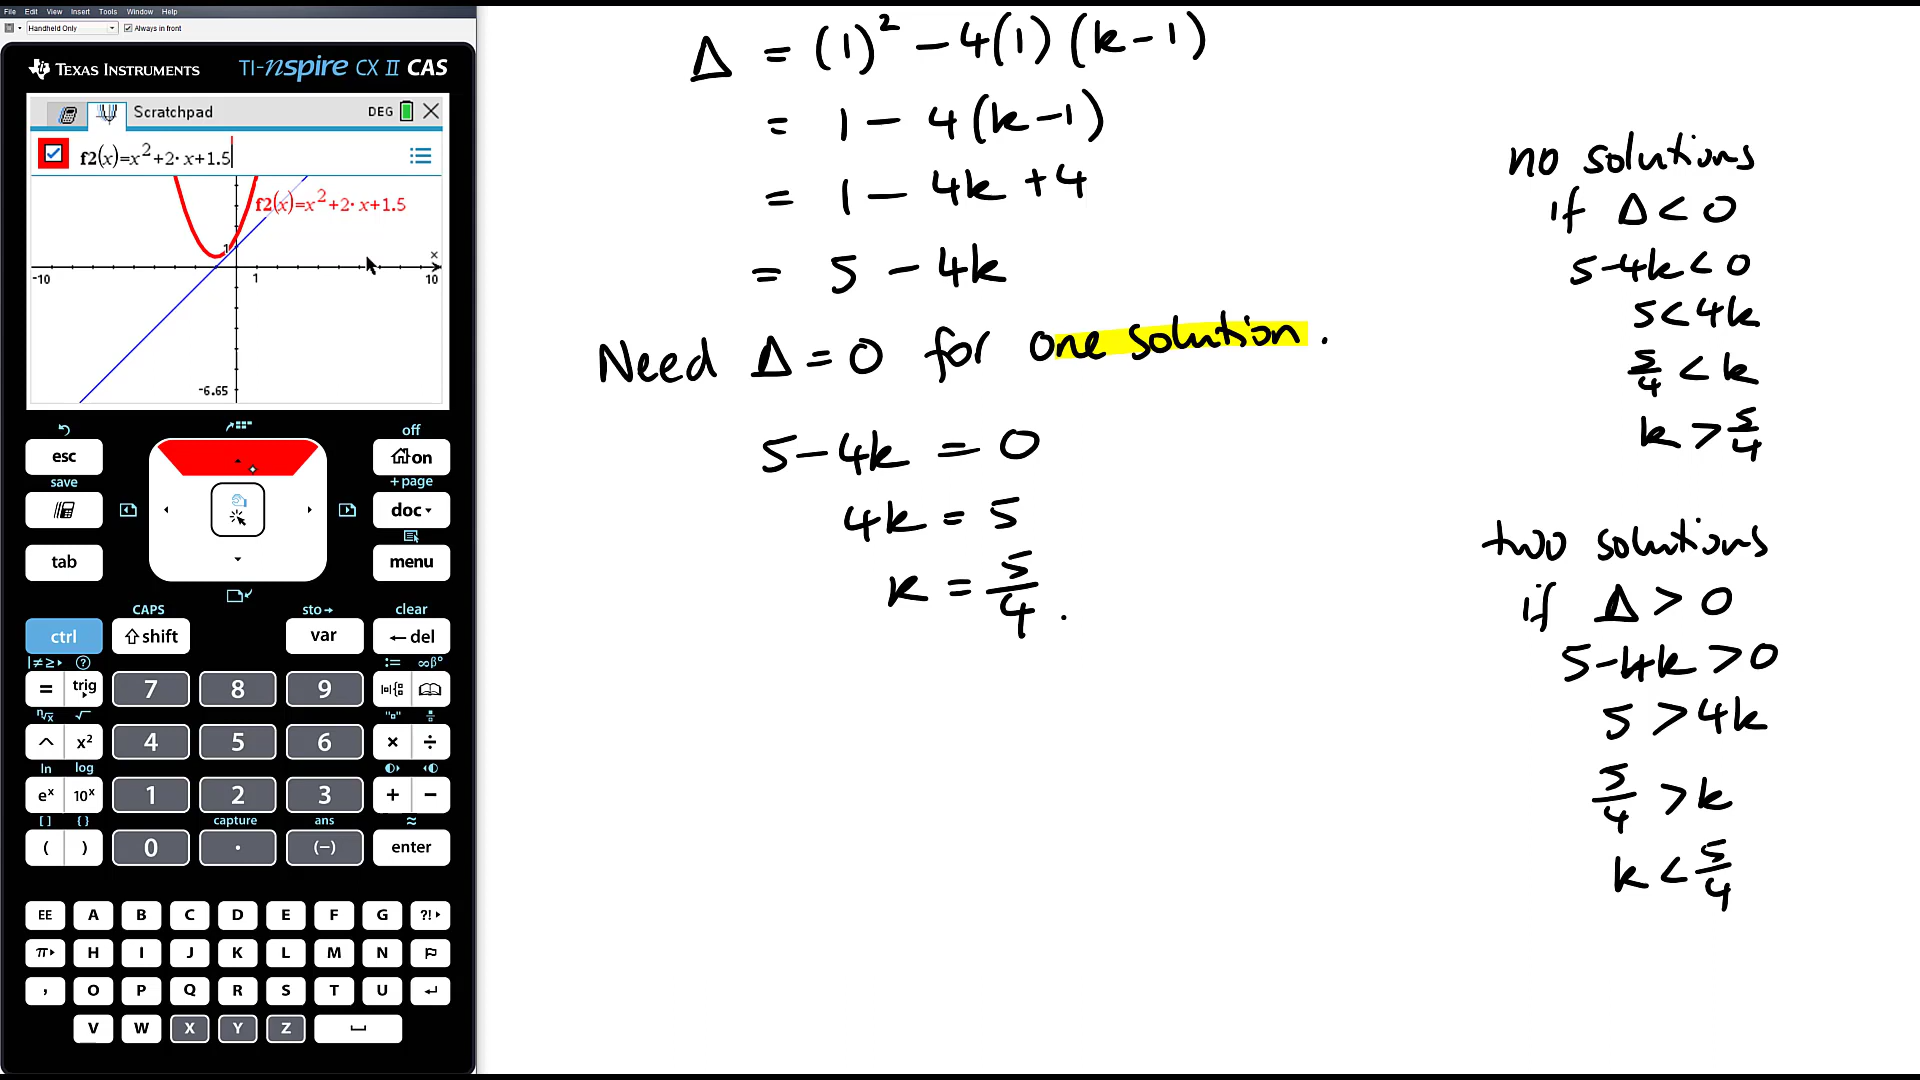 File Edit View Insert Tools Window Help
Handheld Only Always in front
TEXAS INSTRUMENTS TI-nspire CX II CAS
Scratchpad DEG
f2(x)=x²+2·x+1.5
f2(x)=x²+2·x+1.5
1
x
-10 1 10
-6.65
off
esc on
save + page
doc
tab menu
CAPS sto→ clear
ctrl ⇧shift var ←del
|≠≥▸ ? := ∞β°
= trig 7 8 9
ⁿ√x √
^ x² 4 5 6 × ÷
ln log
eˣ 10ˣ 1 2 3 + −
[ ] { } capture ans ≈
( ) 0 . (−) enter
EE A B C D E F G ?!▸
π▸ H I J K L M N
, O P Q R S T U ↵
V W X Y Z
Δ = (1)² − 4(1)(k−1)
= 1 − 4(k−1)
= 1 − 4k + 4
= 5 − 4k
Need Δ = 0 for one solution.
5−4k = 0
4k = 5
k = 5/4.
no solutions
if Δ < 0
5−4k < 0
5 < 4k
5/4 < k
k > 5/4
two solutions
if Δ > 0
5−4k > 0
5 > 4k
5/4 > k
k < 5/4